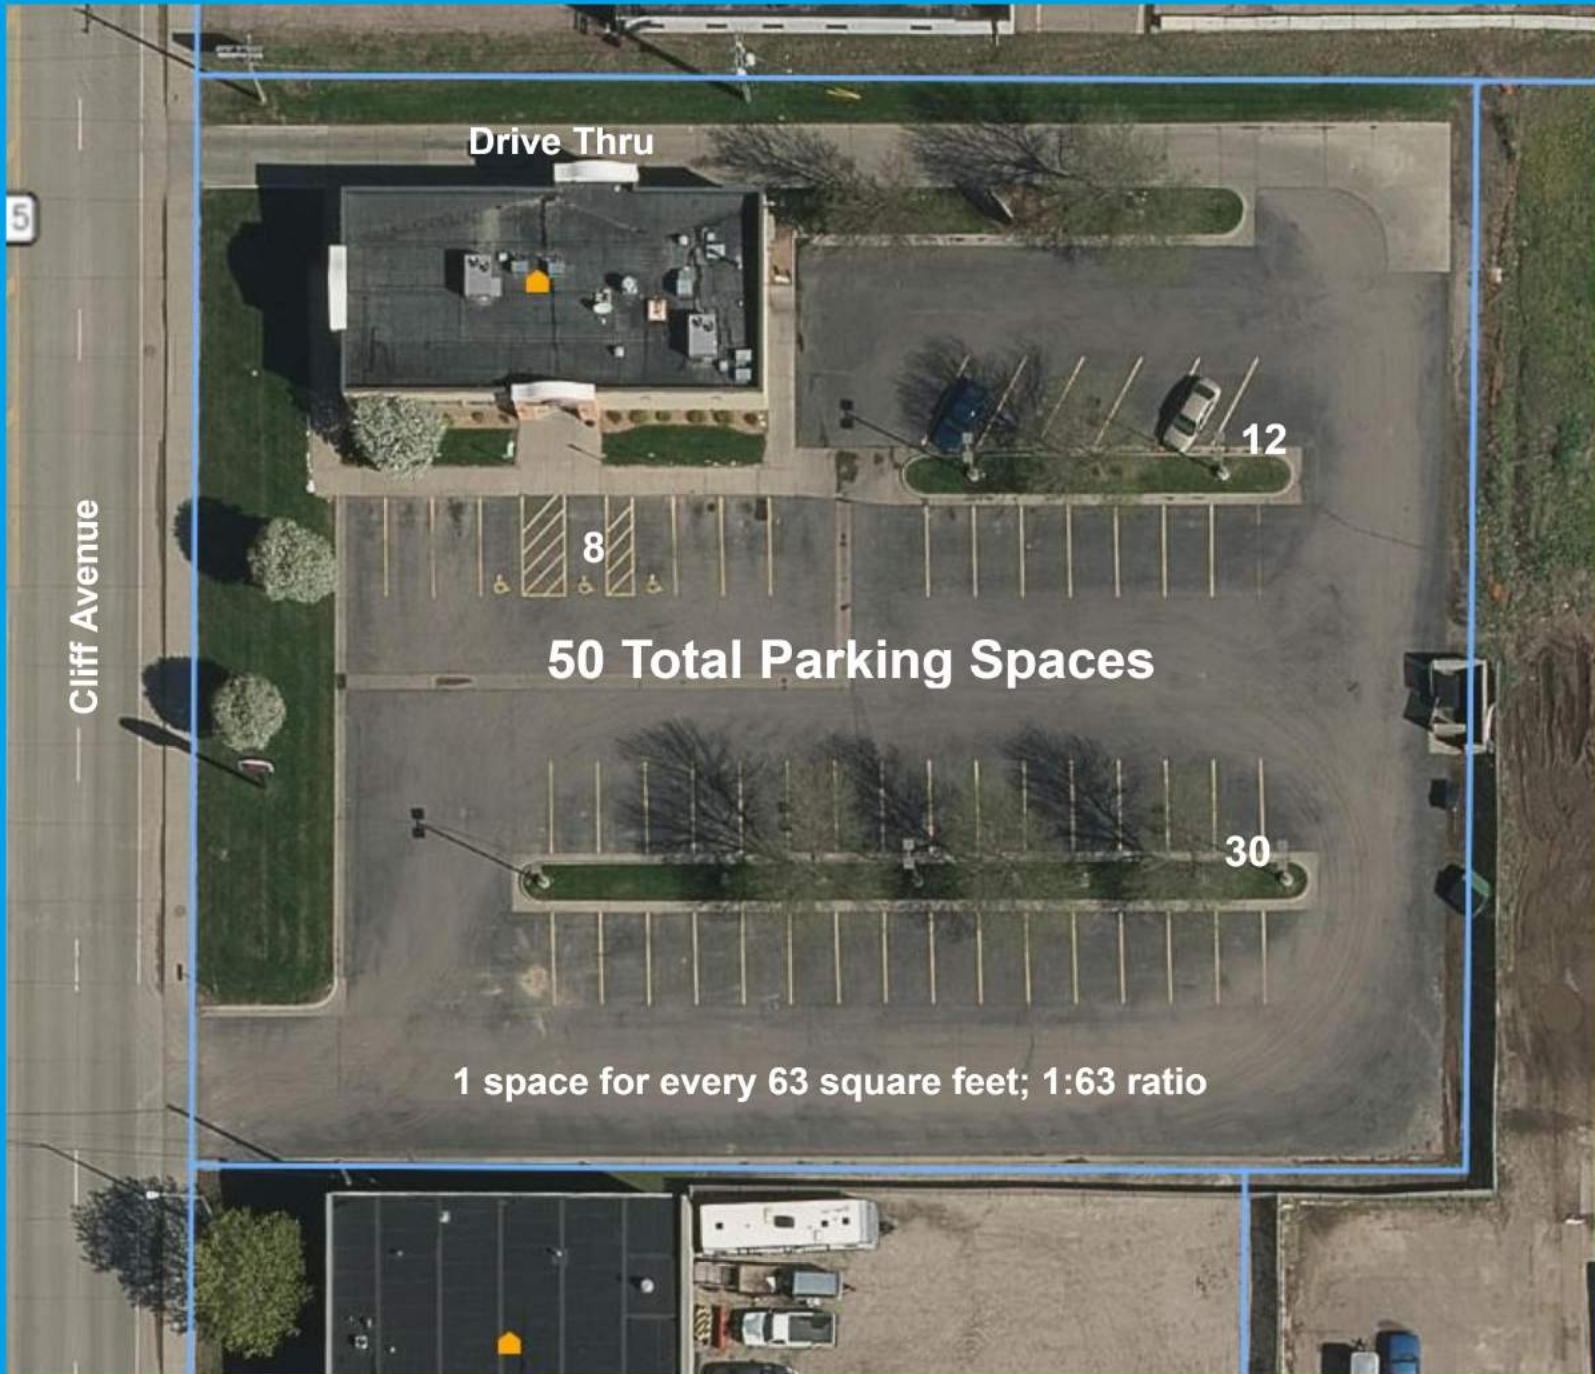 Drive Thru
5
12
8
Cliff Avenue
50 Total Parking Spaces
30
1 space for every 63 square feet; 1:63 ratio